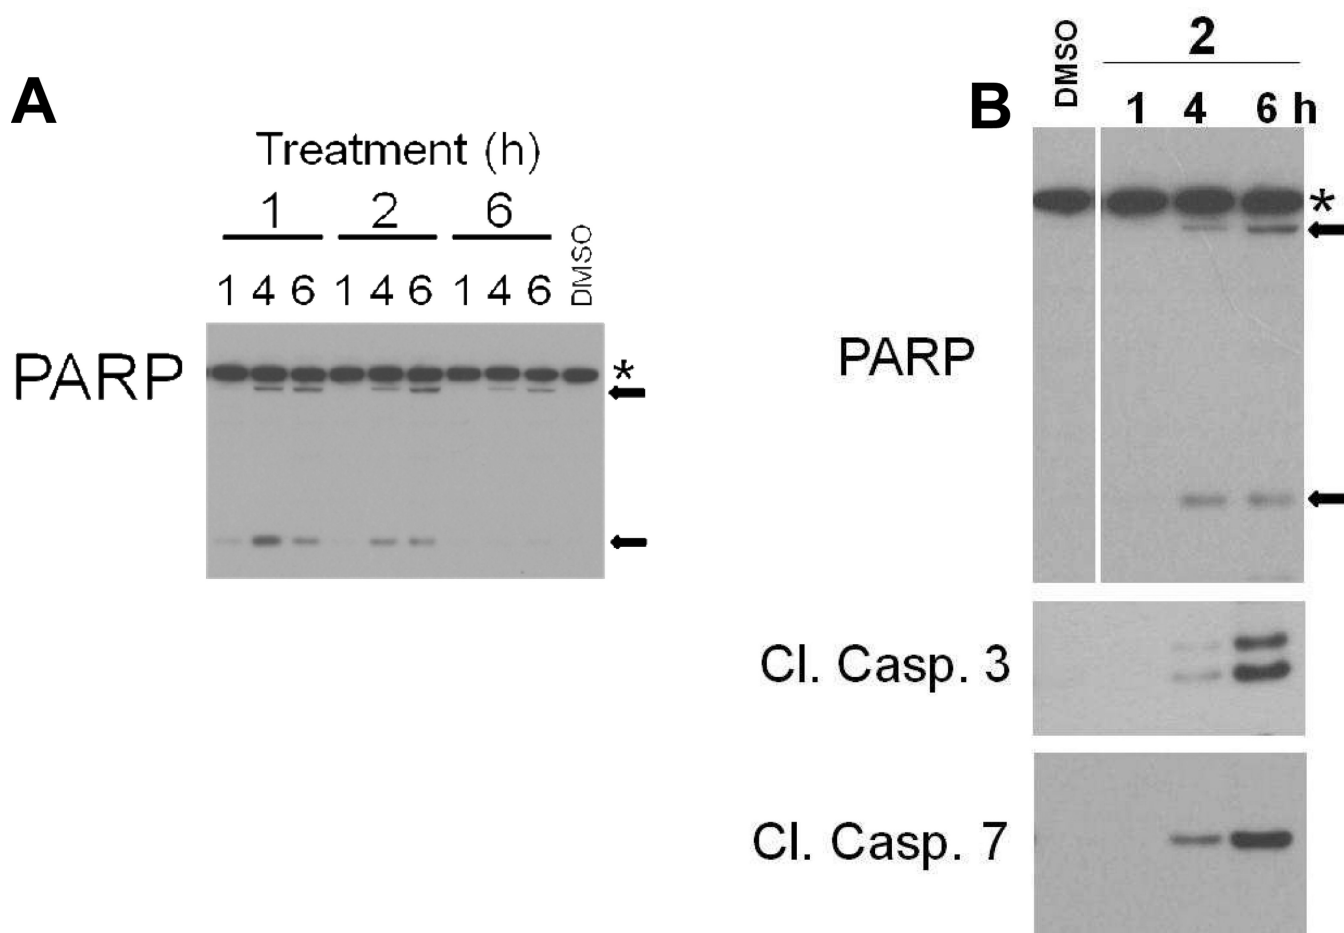 A
Treatment (h)
1 2 6
1 4 6 1 4 6 1 4 6 DMSO
PARP
*
B
DMSO
2
1 4 6 h
*
PARP
Cl. Casp. 3
Cl. Casp. 7